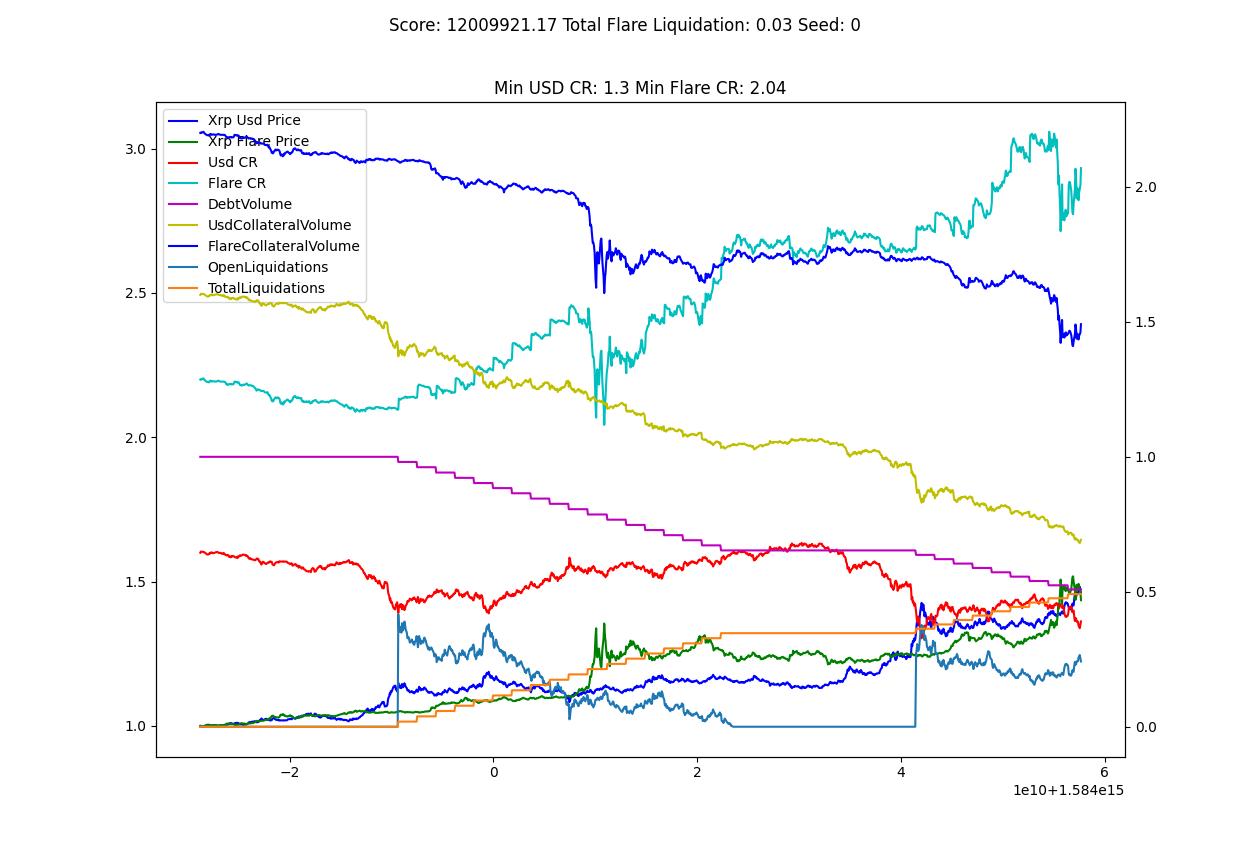 Score: 12009921.17 Total Flare Liquidation: 0.03 Seed: 0
Min USD CR: 1.3 Min Flare CR: 2.04
Xrp Usd Price
Xrp Flare Price
Usd CR
Flare CR
DebtVolume
UsdCollateralVolume
FlareCollateralVolume
OpenLiquidations
TotalLiquidations
3.0
2.5
2.0
1.5
1.0
2.0
1.5
1.0
0.5
0.0
−2 0 2 4 6
1e10+1.584e15